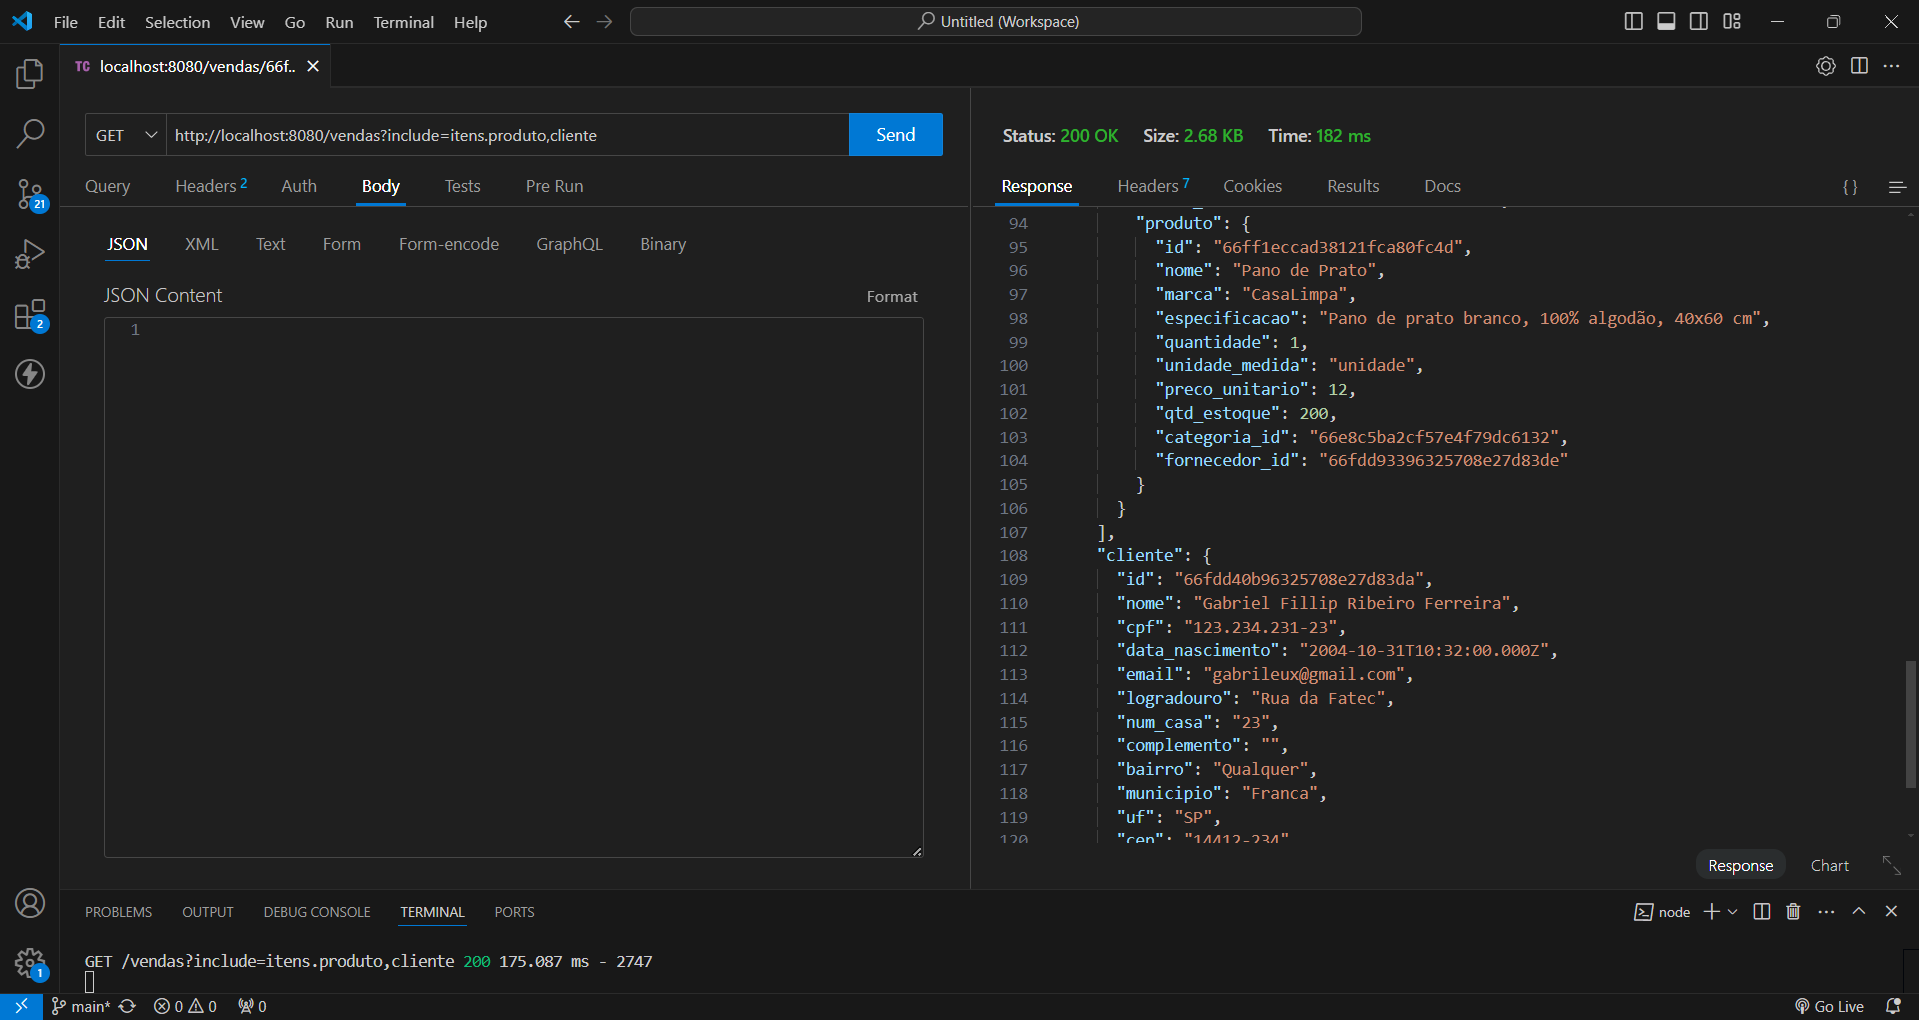 File Edit Selection View Go Run Terminal Help
Untitled (Workspace)
TC localhost:8080/vendas/66f..
GET http://localhost:8080/vendas?include=itens.produto,cliente Send
Query Headers 2 Auth Body Tests Pre Run
JSON XML Text Form Form-encode GraphQL Binary
JSON Content Format
1
21
2
1
Status: 200 OK Size: 2.68 KB Time: 182 ms
Response Headers 7 Cookies Results Docs
{}
94 "produto": {
95 "id": "66ff1eccad38121fca80fc4d",
96 "nome": "Pano de Prato",
97 "marca": "CasaLimpa",
98 "especificacao": "Pano de prato branco, 100% algodão, 40x60 cm",
99 "quantidade": 1,
100 "unidade_medida": "unidade",
101 "preco_unitario": 12,
102 "qtd_estoque": 200,
103 "categoria_id": "66e8c5ba2cf57e4f79dc6132",
104 "fornecedor_id": "66fdd93396325708e27d83de"
105 }
106 }
107 ],
108 "cliente": {
109 "id": "66fdd40b96325708e27d83da",
110 "nome": "Gabriel Fillip Ribeiro Ferreira",
111 "cpf": "123.234.231-23",
112 "data_nascimento": "2004-10-31T10:32:00.000Z",
113 "email": "gabrileux@gmail.com",
114 "logradouro": "Rua da Fatec",
115 "num_casa": "23",
116 "complemento": "",
117 "bairro": "Qualquer",
118 "municipio": "Franca",
119 "uf": "SP",
120 "cep": "14412-234"
Response Chart
PROBLEMS OUTPUT DEBUG CONSOLE TERMINAL PORTS
node
GET /vendas?include=itens.produto,cliente 200 175.087 ms - 2747
main* 0 0 0
Go Live